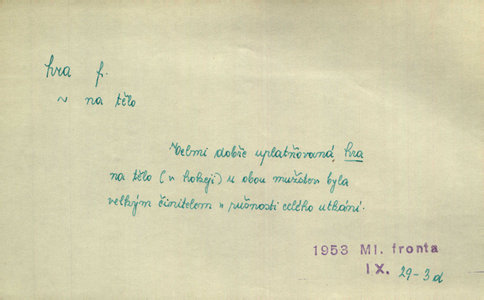 hra f.
~ na tělo
Velmi dobře uplatňovaná, hra
na tělo (v hokeji) u obou mužstev byla
velkým činitelem v rušnosti celého utkání.
1953 Ml. fronta
IX. 29-3d